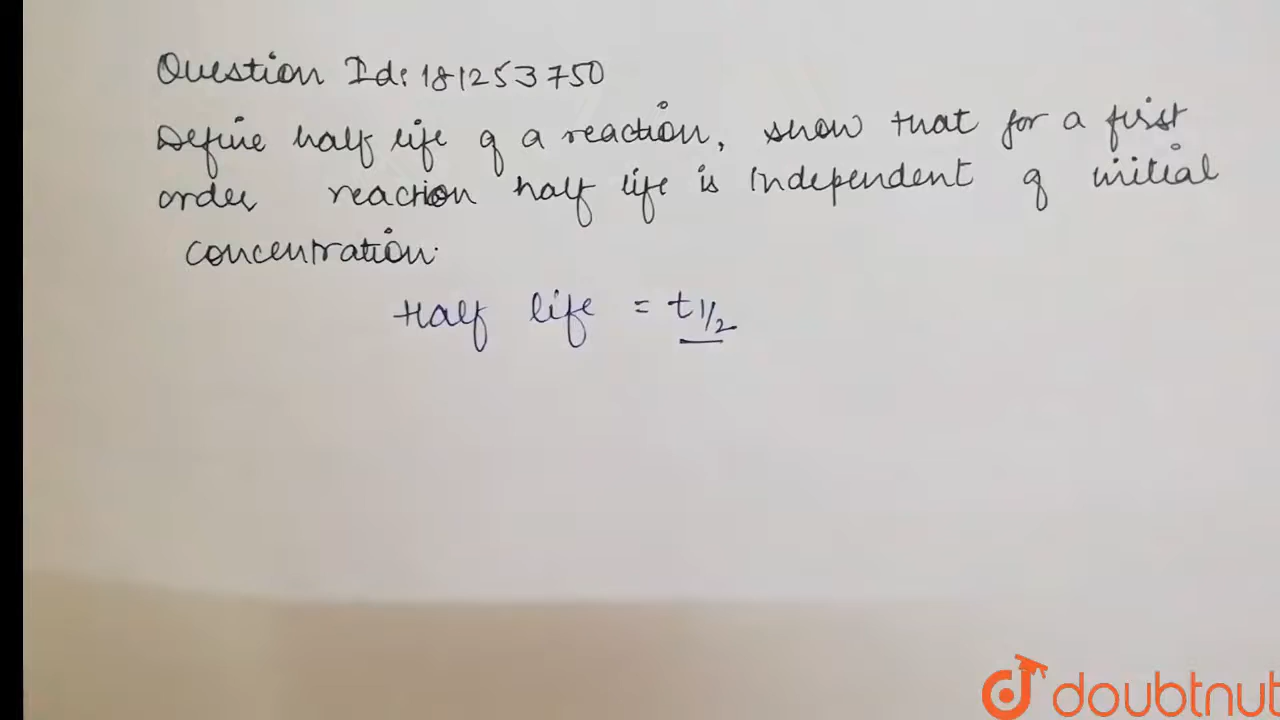 Question Id: 181253750
Define half life of a reaction, show that for a first
order reaction half life is independent of initial
concentration.
Half life = t1/2
doubtnut